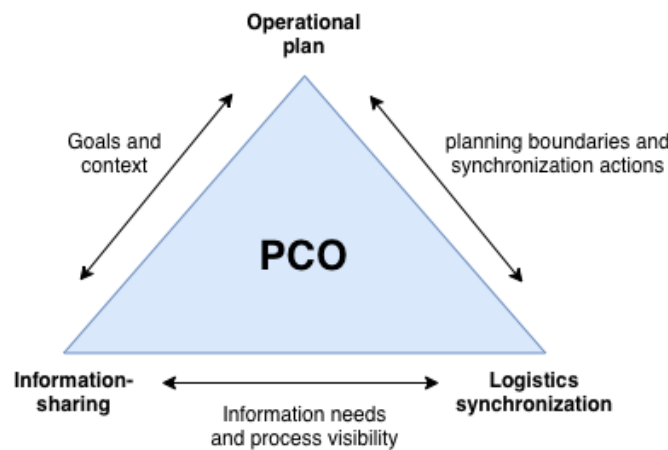 Operational
plan
Goals and
context
planning boundaries and
synchronization actions
PCO
Information-
sharing
Information needs
and process visibility
Logistics
synchronization